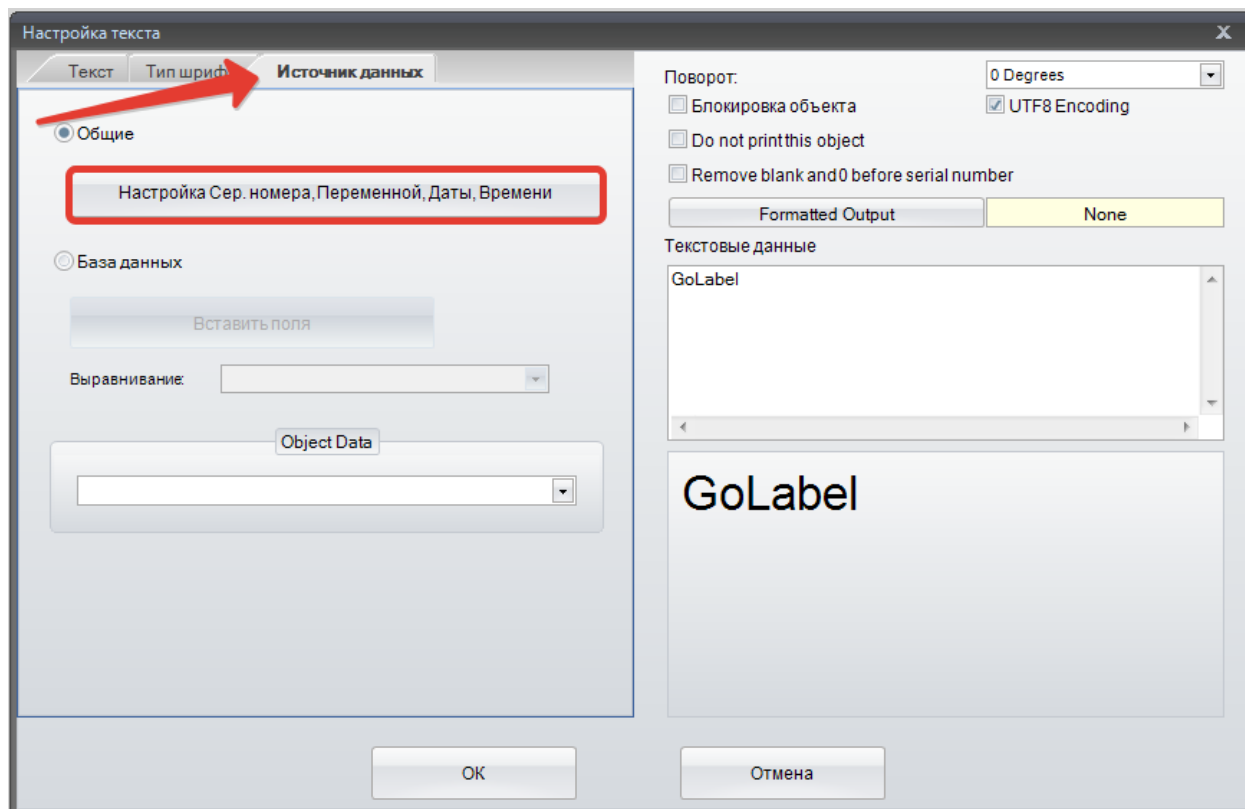 Настройка текста
Текст
Тип шриф
Источник данных
Общие
Настройка Сер. номера, Переменной, Даты, Времени
База данных
Вставить поля
Выравнивание:
Object Data
Поворот:
0 Degrees
Блокировка объекта
UTF8 Encoding
Do not print this object
Remove blank and 0 before serial number
Formatted Output
None
Текстовые данные
GoLabel
GoLabel
ОК
Отмена